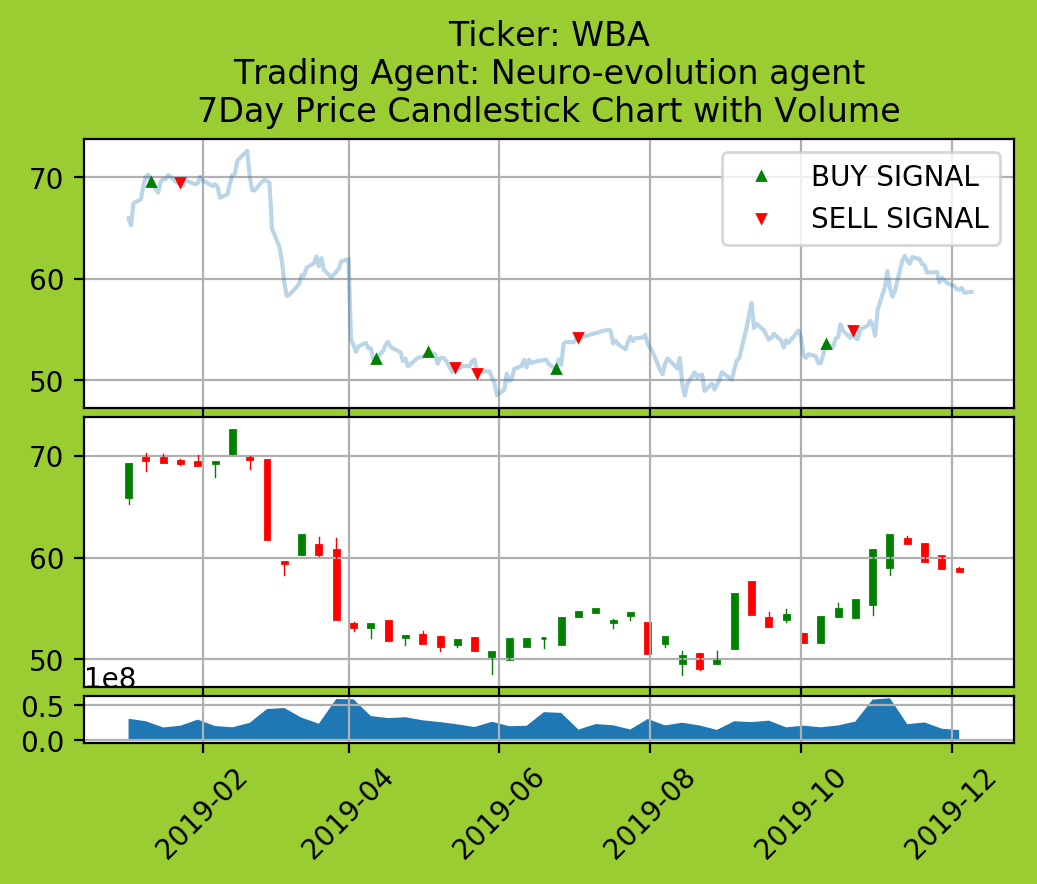 Ticker: WBA
Trading Agent: Neuro-evolution agent
7Day Price Candlestick Chart with Volume
70
60
50
BUY SIGNAL
SELL SIGNAL
70
60
50
1e8
0.5
0.0
2019-02
2019-04
2019-06
2019-08
2019-10
2019-12